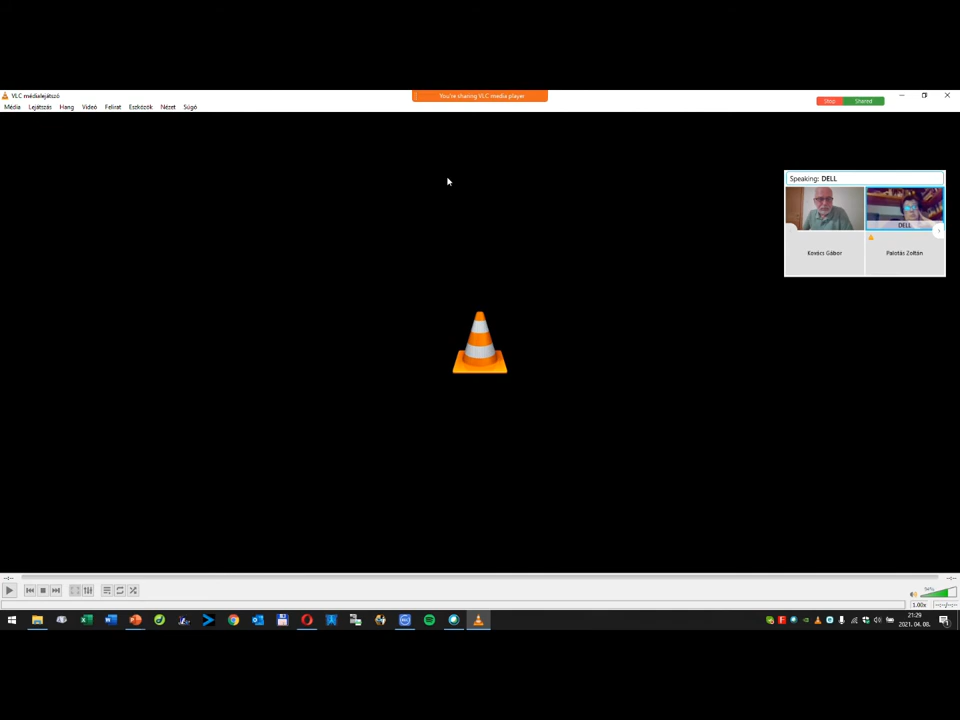 VLC médialejátszó
You're sharing VLC media player
Média Lejátszás Hang Videó Felirat Eszközök Nézet Súgó
Stop Shared
Speaking: DELL
DELL
Kovács Gábor
Palotás Zoltán
--:-- --:--
1.00x --:--/--:--
21:29
2021. 04. 08.